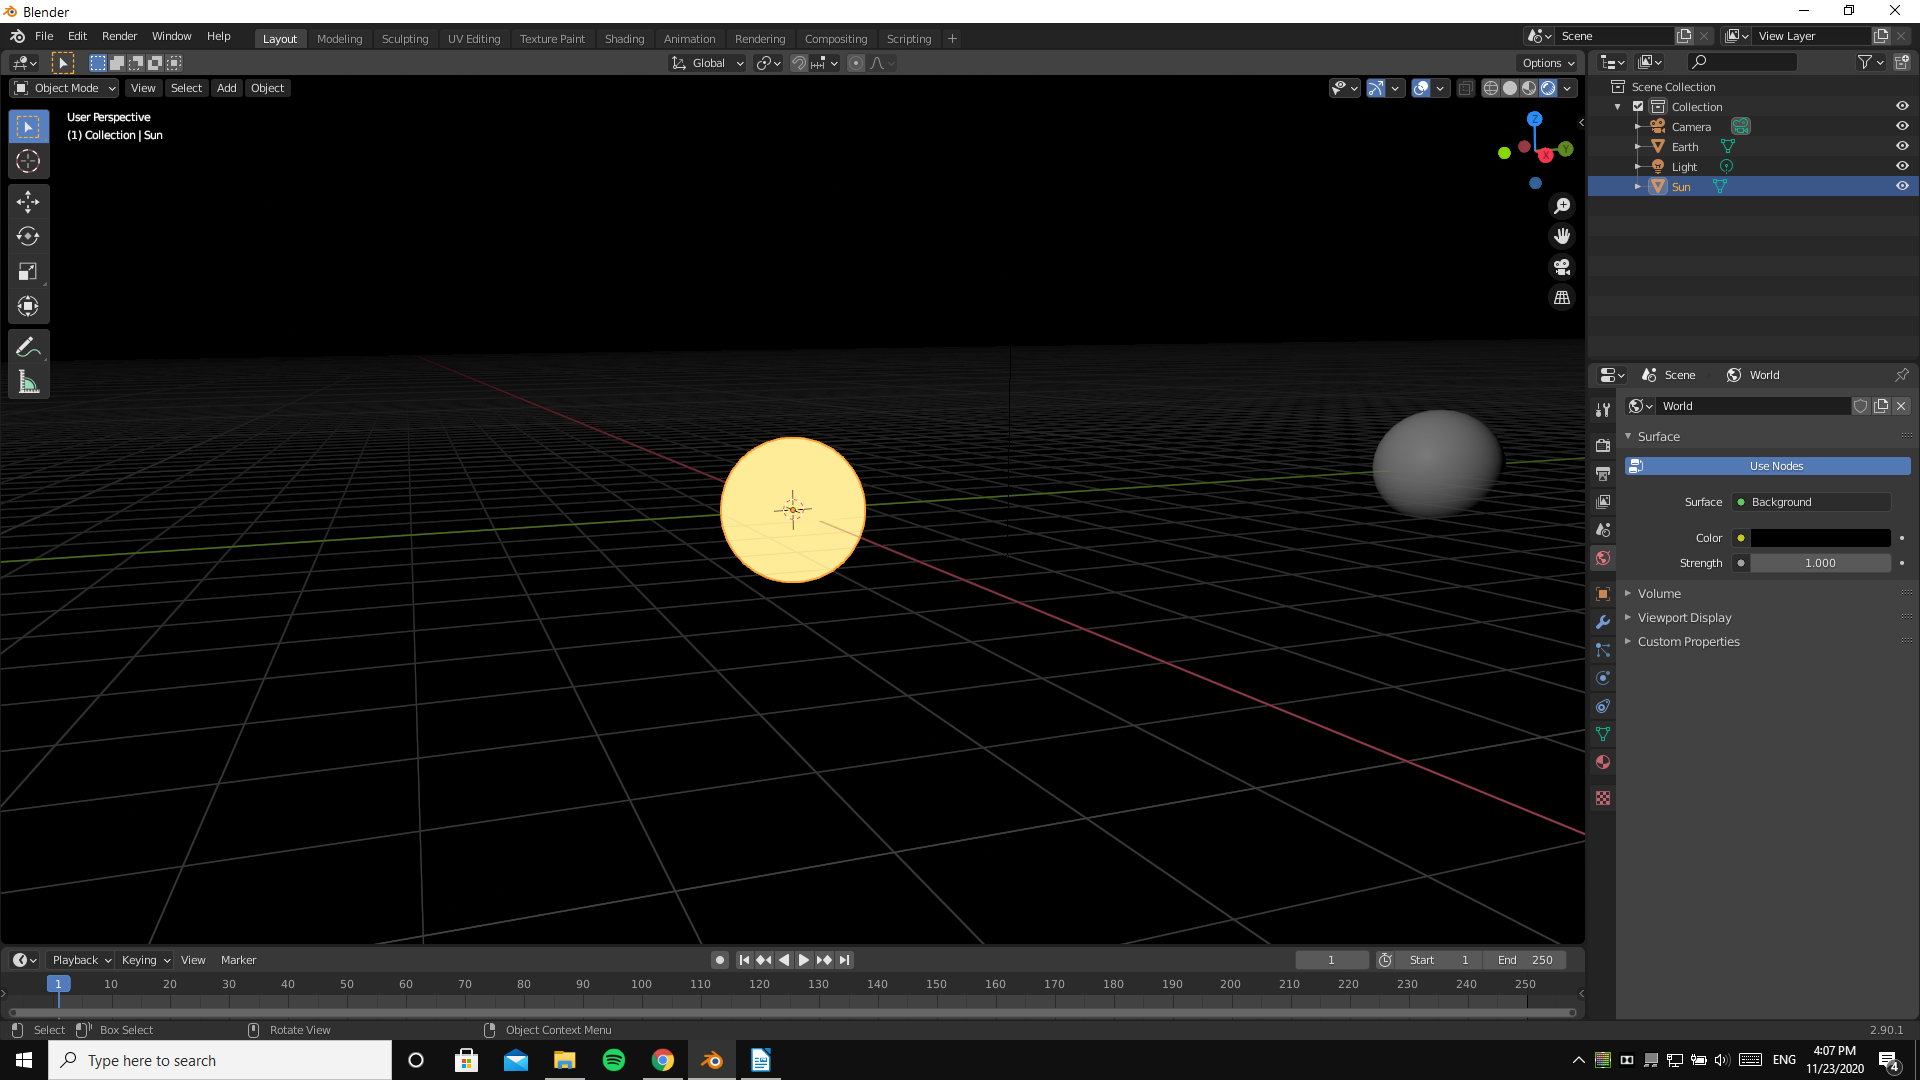 Blender
File Edit Render Window Help Layout Modeling Sculpting UV Editing Texture Paint Shading Animation Rendering Compositing Scripting + Scene View Layer
Global Options
Object Mode View Select Add Object
User Perspective
(1) Collection | Sun
Z
X
Y
Scene Collection
Collection
Camera
Earth
Light
Sun
Scene World
World
Surface
Use Nodes
Surface Background
Color
Strength 1.000
Volume
Viewport Display
Custom Properties
Playback Keying View Marker 1 Start 1 End 250
1 10 20 30 40 50 60 70 80 90 100 110 120 130 140 150 160 170 180 190 200 210 220 230 240 250
Select Box Select Rotate View Object Context Menu 2.90.1
Type here to search ENG 4:07 PM
11/23/2020 4